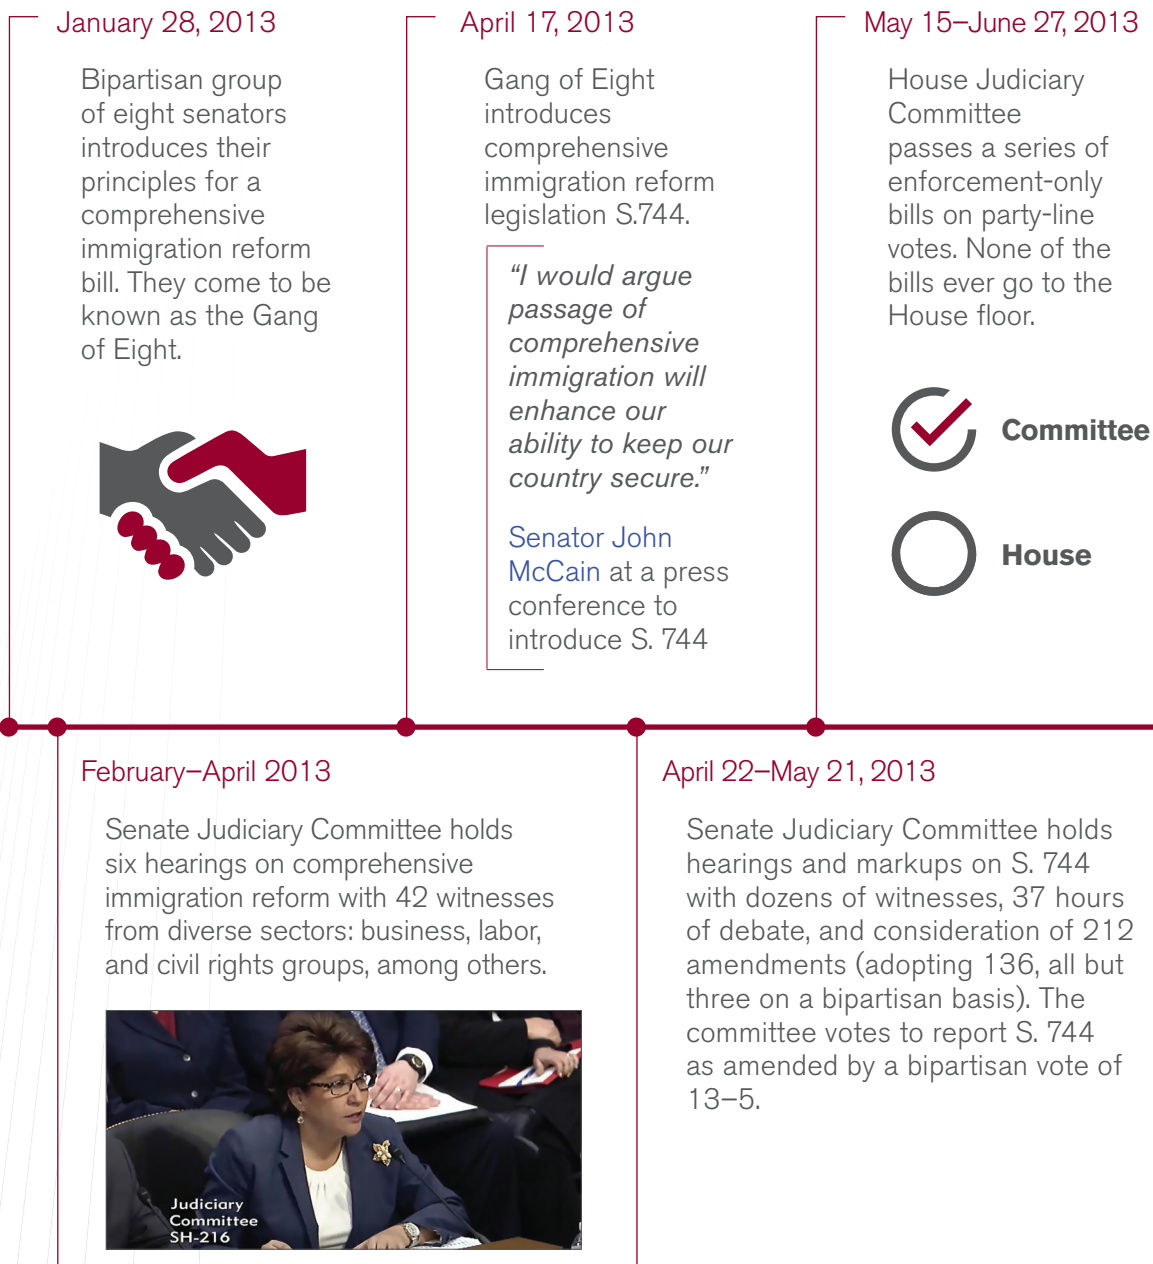 January 28, 2013
Bipartisan group
of eight senators
introduces their
principles for a
comprehensive
immigration reform
bill. They come to be
known as the Gang
of Eight.
April 17, 2013
Gang of Eight
introduces
comprehensive
immigration reform
legislation S.744.
“I would argue
passage of
comprehensive
immigration will
enhance our
ability to keep our
country secure.”
Senator John
McCain at a press
conference to
introduce S. 744
May 15–June 27, 2013
House Judiciary
Committee
passes a series of
enforcement-only
bills on party-line
votes. None of the
bills ever go to the
House floor.
Committee
House
February–April 2013
Senate Judiciary Committee holds
six hearings on comprehensive
immigration reform with 42 witnesses
from diverse sectors: business, labor,
and civil rights groups, among others.
Judiciary
Committee
SH-216
April 22–May 21, 2013
Senate Judiciary Committee holds
hearings and markups on S. 744
with dozens of witnesses, 37 hours
of debate, and consideration of 212
amendments (adopting 136, all but
three on a bipartisan basis). The
committee votes to report S. 744
as amended by a bipartisan vote of
13–5.